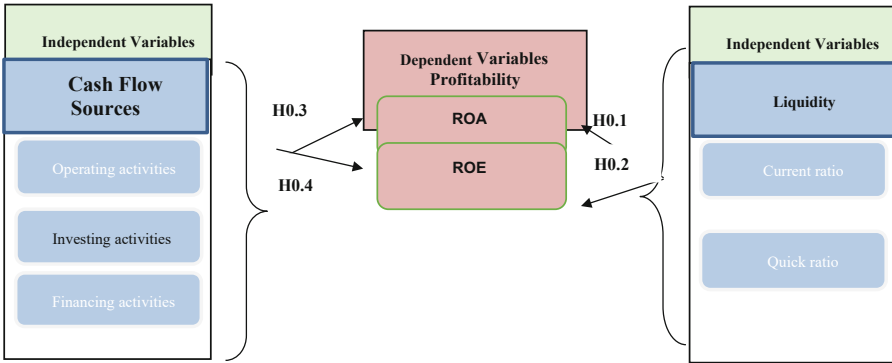 Independent Variables
Cash Flow
Sources
Operating activities
Investing activities
Financing activities
H0.3
H0.4
Dependent Variables
Profitability
ROA
ROE
H0.1
H0.2
Independent Variables
Liquidity
Current ratio
Quick ratio